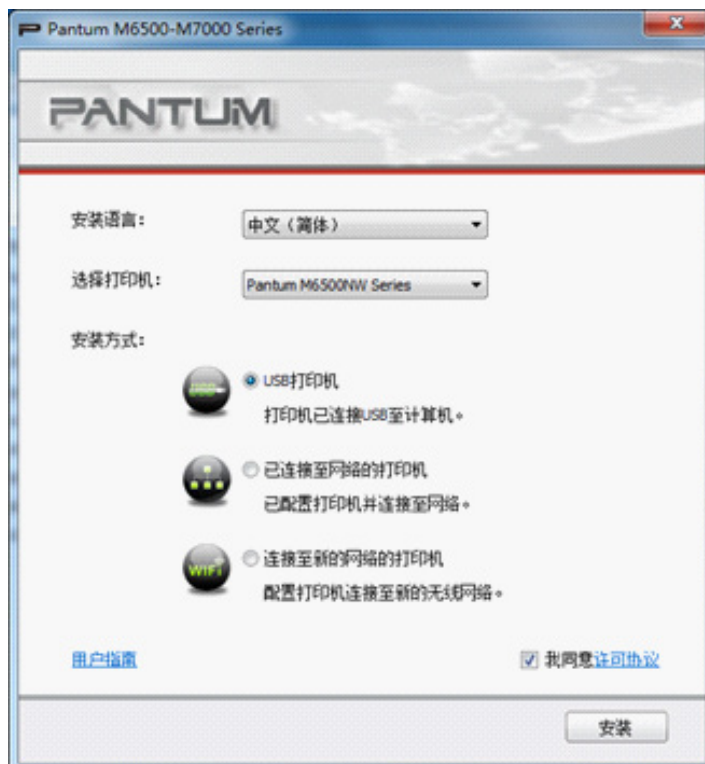 Pantum M6500-M7000 Series
PANTUM
安装语言：
中文（简体）
选择打印机：
Pantum M6500NW Series
安装方式：
USB打印机
打印机已连接USB至计算机。
已连接至网络的打印机
已配置打印机并连接至网络。
WiFi
连接至新的网络的打印机
配置打印机连接至新的无线网络。
用户指南
我同意许可协议
安装